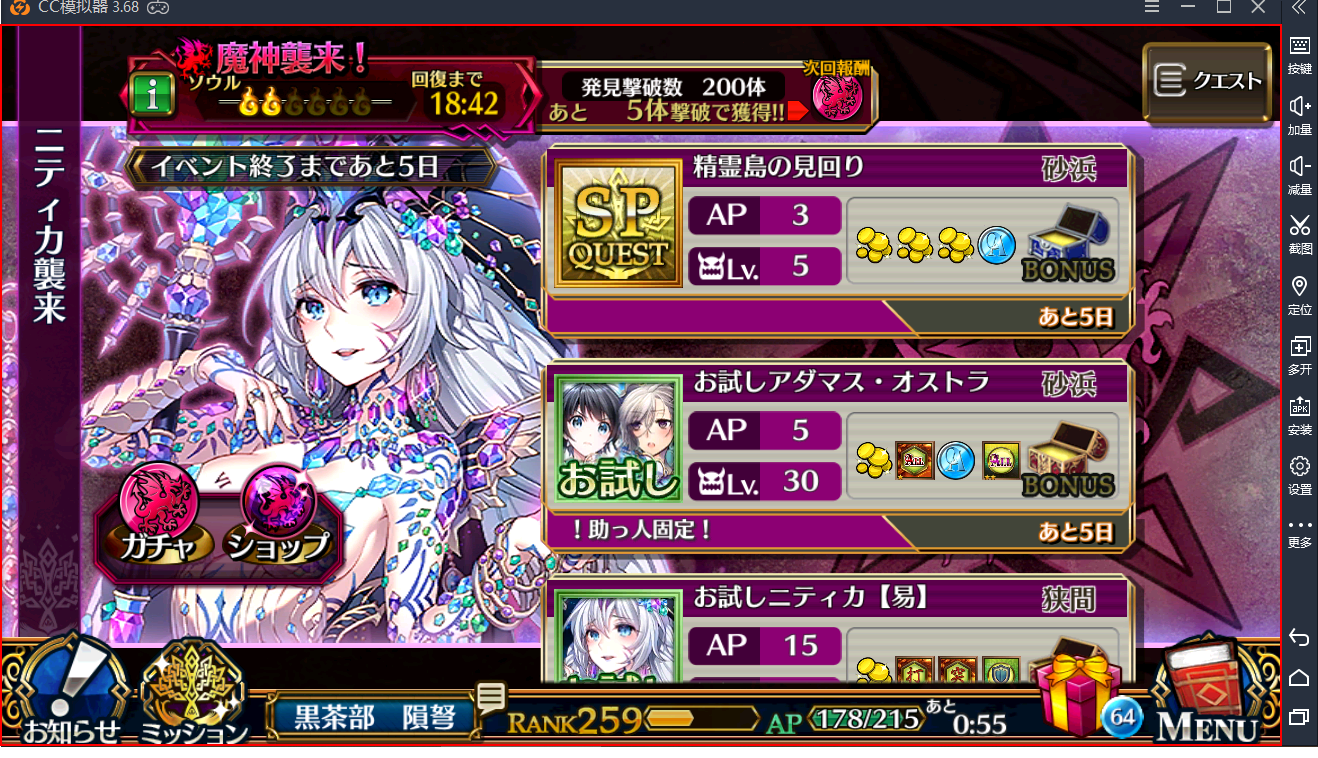 CC模拟器 3.68
魔神襲来！
ソウル
回復まで
18:42
発見撃破数 200体
次回報酬
あと 5体撃破で獲得!!
クエスト
ニティカ襲来
イベント終了まであと5日
SP
QUEST
精霊島の見回り 砂浜
AP 3
Lv. 5
BONUS
あと5日
お試しアダマス・オストラ 砂浜
お試し
AP 5
Lv. 30
BONUS
！助っ人固定！
あと5日
お試しニティカ【易】 狭間
AP 15
打
突
ガチャ
ショップ
お知らせ
ミッション
黒茶部 隕弩
RANK259
AP 178/215
あと
0:55
64
MENU
按键
加量
减量
截图
定位
多开
APK
安装
设置
更多